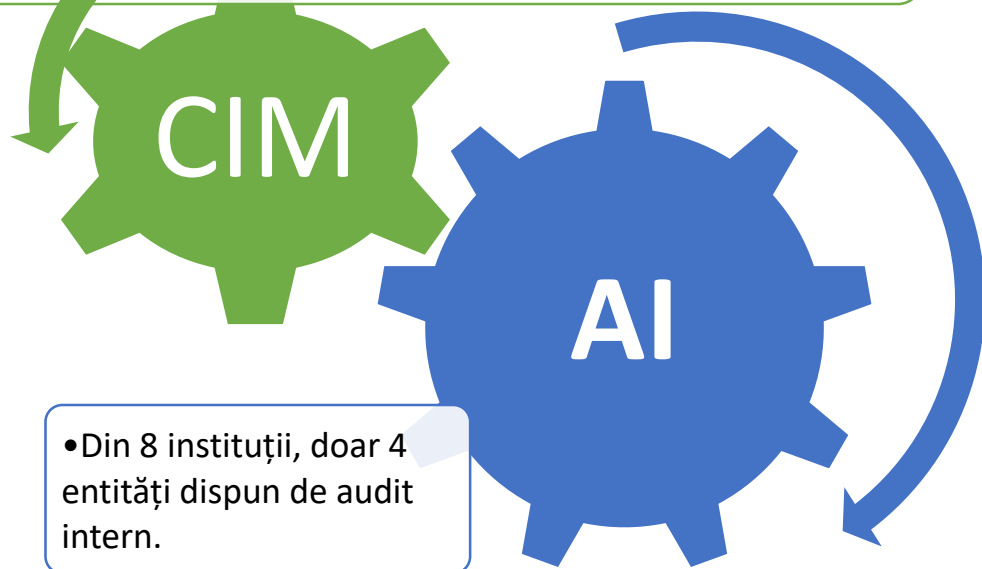 CIM
AI
•Din 8 instituții, doar 4
entități dispun de audit
intern.